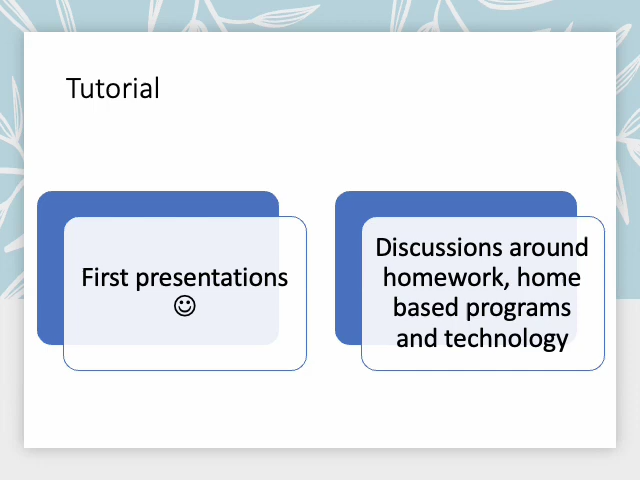 Tutorial
First presentations
☺
Discussions around
homework, home
based programs
and technology